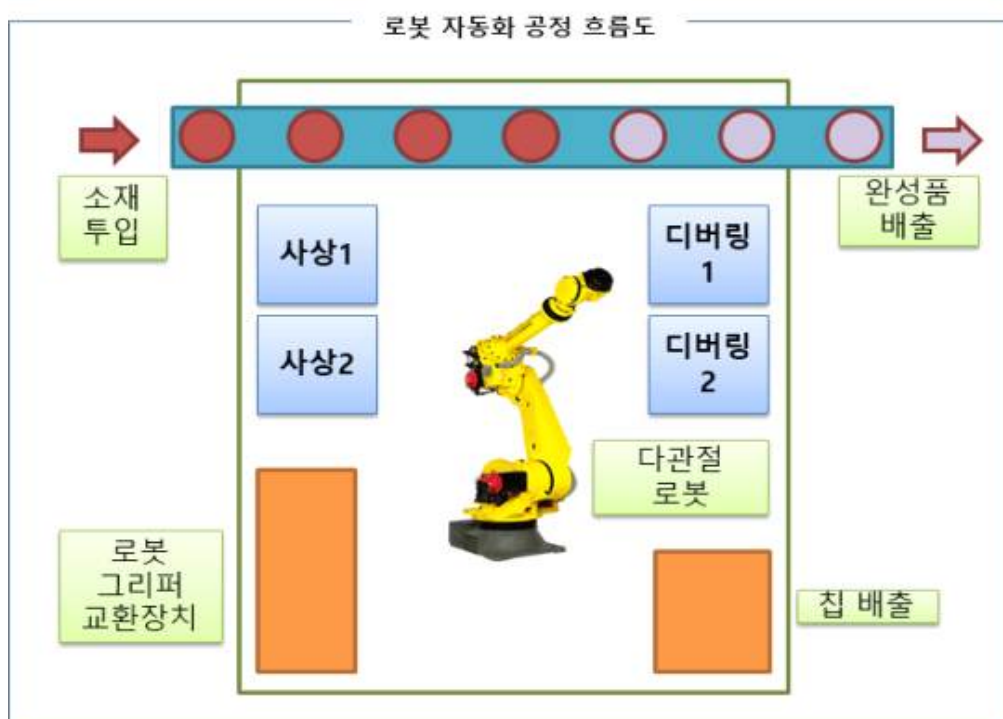 로봇 자동화 공정 흐름도
소재
투입
완성품
배출
사상1
디버링
1
사상2
디버링
2
다관절
로봇
로봇
그리퍼
교환장치
칩 배출